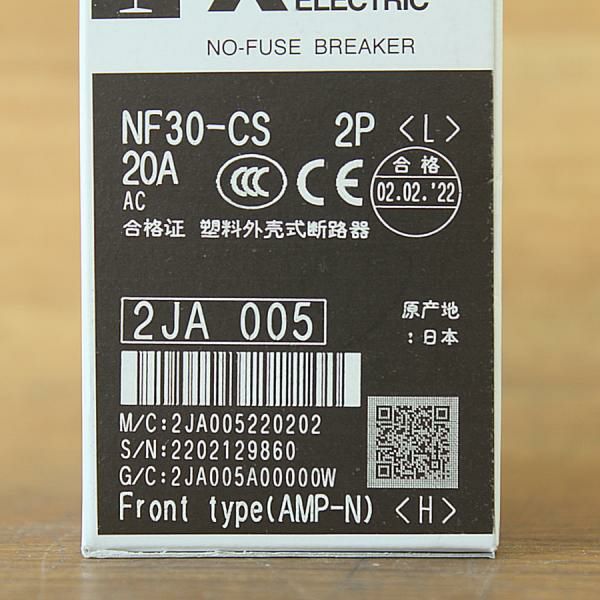 ELECTRIC
NO-FUSE BREAKER
NF30-CS 2P <L>
20A
AC
CCC CE
合格
02.02.'22
合格证 塑料外壳式断路器
2JA 005
原产地
:日本
M/C:2JA005220202
S/N:2202129860
G/C:2JA005A00000W
Front type(AMP-N) <H>